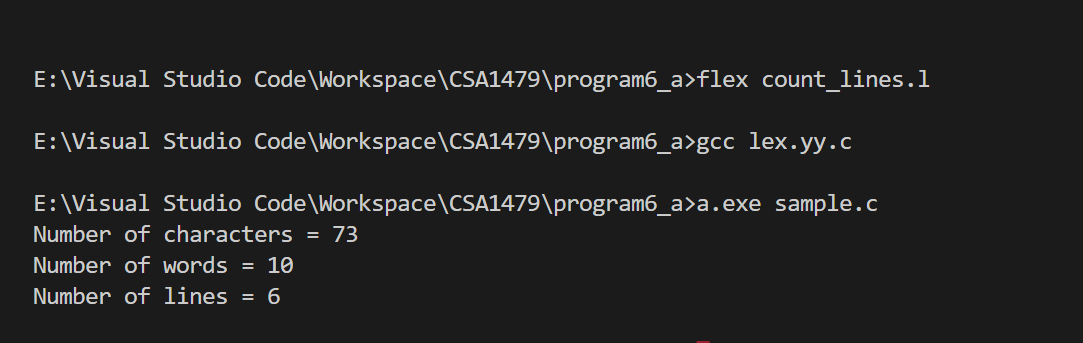 E:\Visual Studio Code\Workspace\CSA1479\program6_a>flex count_lines.l
E:\Visual Studio Code\Workspace\CSA1479\program6_a>gcc lex.yy.c
E:\Visual Studio Code\Workspace\CSA1479\program6_a>a.exe sample.c
Number of characters = 73
Number of words = 10
Number of lines = 6